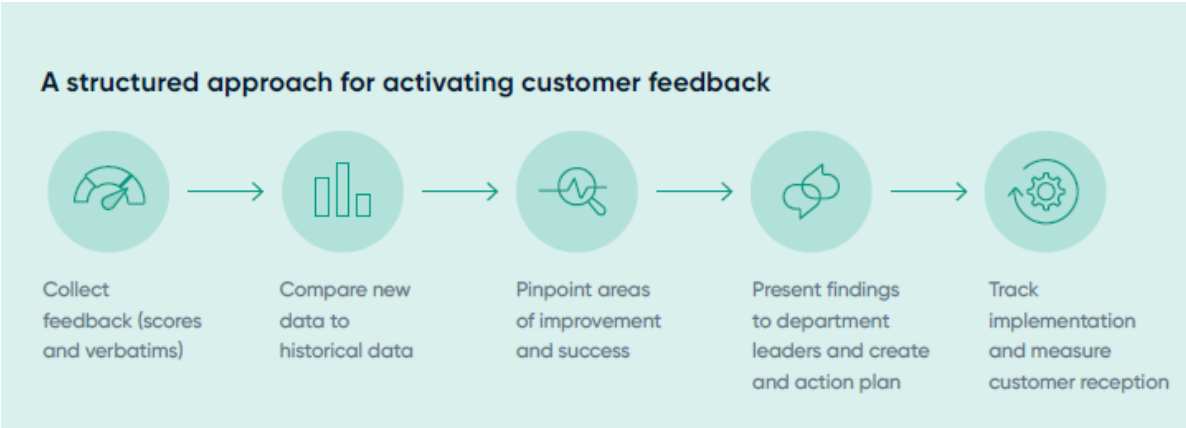 A structured approach for activating customer feedback
Collect
feedback (scores
and verbatims)
Compare new
data to
historical data
Pinpoint areas
of improvement
and success
Present findings
to department
leaders and create
and action plan
Track
implementation
and measure
customer reception